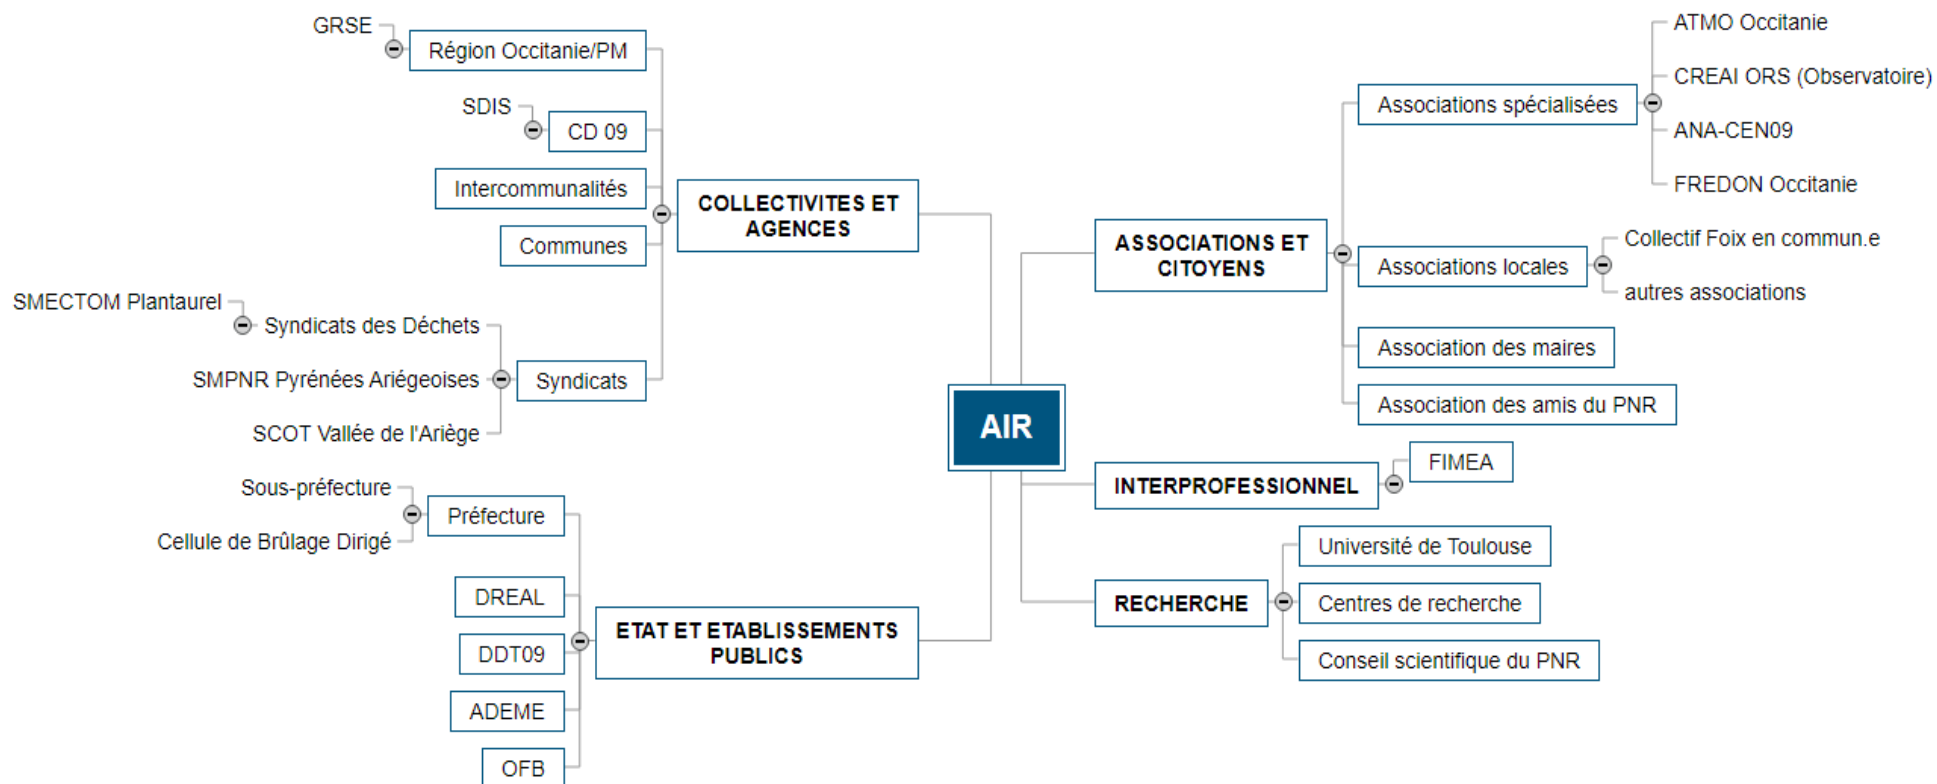 GRSE
Région Occitanie/PM
SDIS
CD 09
Intercommunalités
Communes
COLLECTIVITES ET
AGENCES
SMECTOM Plantaurel
Syndicats des Déchets
SMPNR Pyrénées Ariégeoises
SCOT Vallée de l'Ariège
Syndicats
Sous-préfecture
Cellule de Brûlage Dirigé
Préfecture
DREAL
DDT09
ADEME
OFB
ETAT ET ETABLISSEMENTS
PUBLICS
AIR
ASSOCIATIONS ET
CITOYENS
Associations spécialisées
ATMO Occitanie
CREAI ORS (Observatoire)
ANA-CEN09
FREDON Occitanie
Associations locales
Collectif Foix en commun.e
autres associations
Association des maires
Association des amis du PNR
INTERPROFESSIONNEL
FIMEA
RECHERCHE
Université de Toulouse
Centres de recherche
Conseil scientifique du PNR